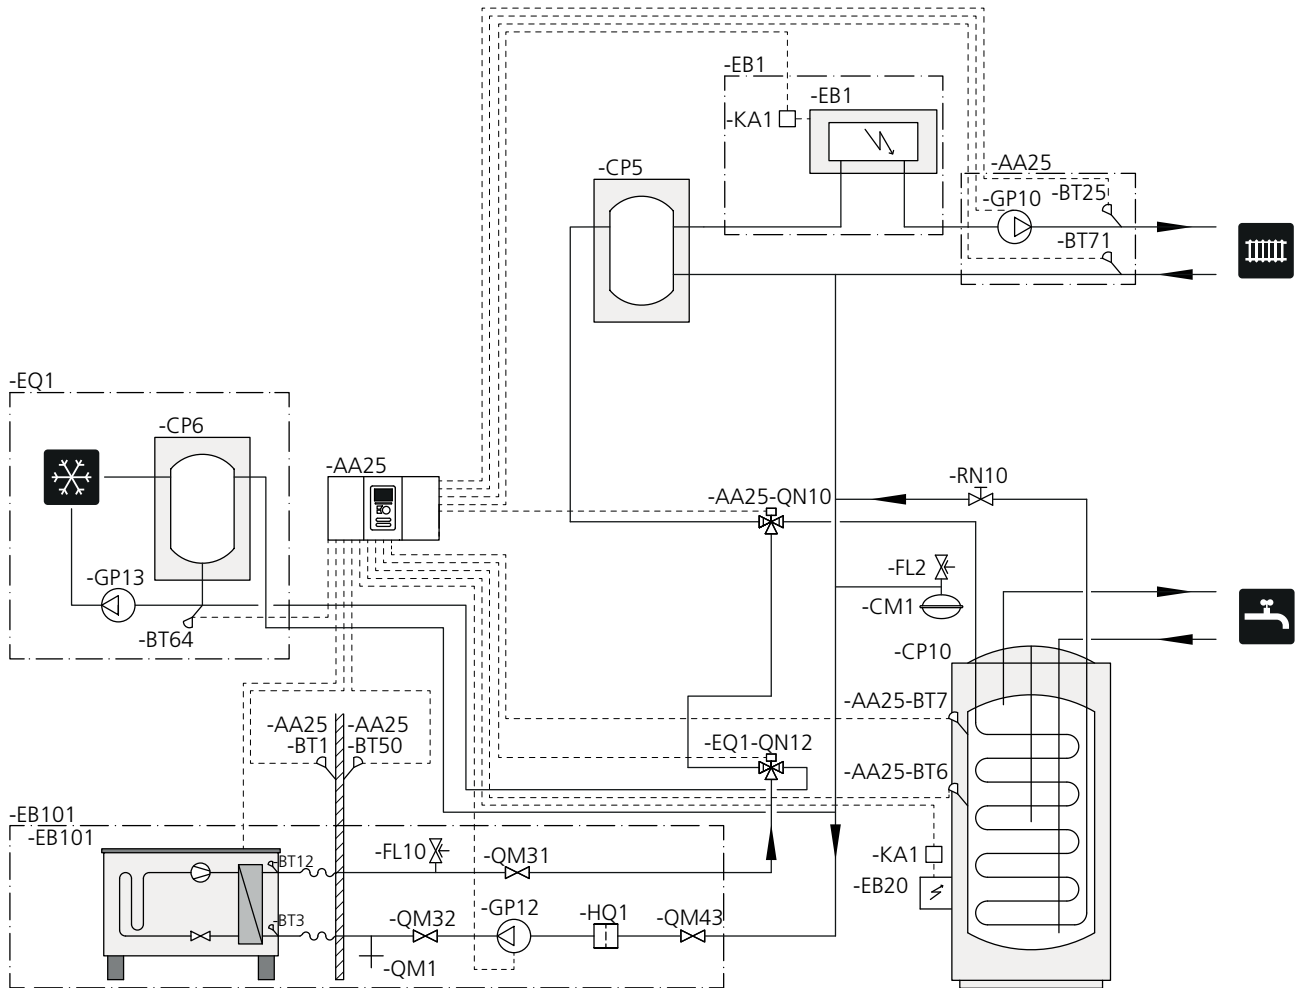 -EB1
-EB1
-KA1
-CP5
-AA25
-BT25
-GP10
-BT71
-EQ1
-CP6
-AA25
-RN10
-AA25-QN10
-GP13
-FL2
-CM1
-BT64
-CP10
-AA25-BT7
-AA25
-BT1
-AA25
-BT50
-EQ1-QN12
-AA25-BT6
-EB101
-EB101
-BT12
-FL10
-QM31
-KA1
-EB20
-BT3
-QM32
-GP12
-HQ1
-QM43
-QM1